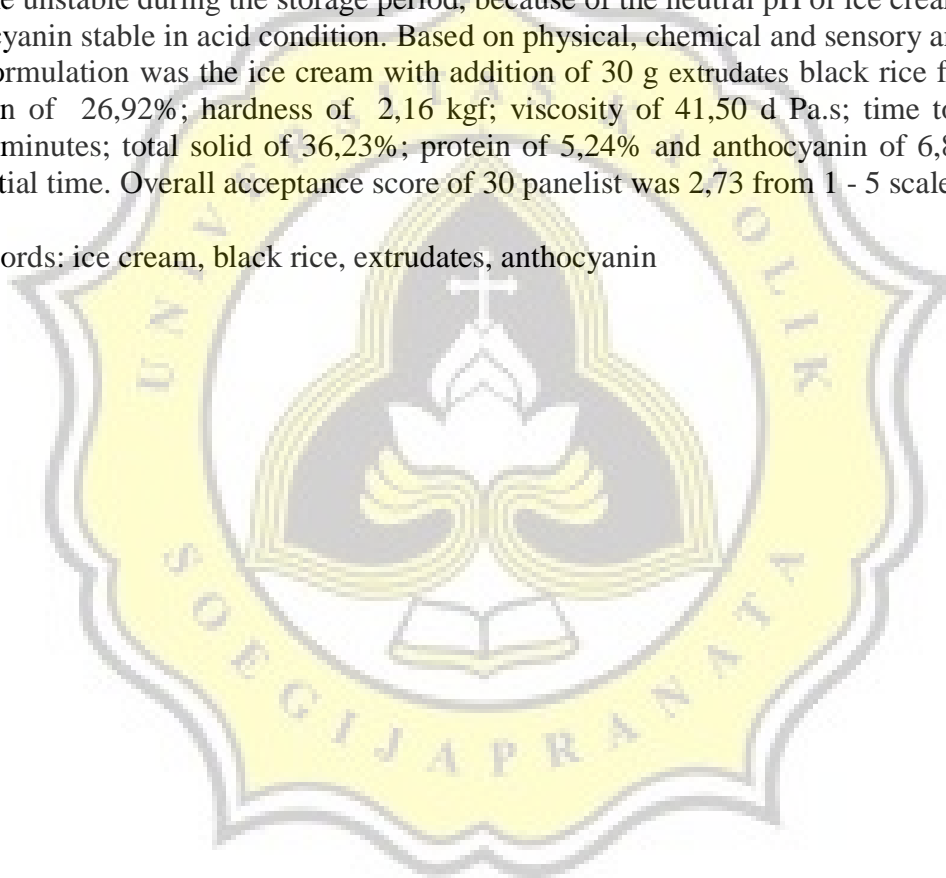 unstable during the storage period, because of the neutral pH of ice cream
cyanin stable in acid condition. Based on physical, chemical and sensory
ormulation was the ice cream with addition of 30 g extrudates black rice
n of 26,92%; hardness of 2,16 kgf; viscosity of 41,50 d Pa.s; time to
minutes; total solid of 36,23%; protein of 5,24% and anthocyanin of 6,8
tial time. Overall acceptance score of 30 panelist was 2,73 from 1 - 5 scale
ords: ice cream, black rice, extrudates, anthocyanin
UNIVERSITAS KATOLIK
SOEGIJAPRANATA